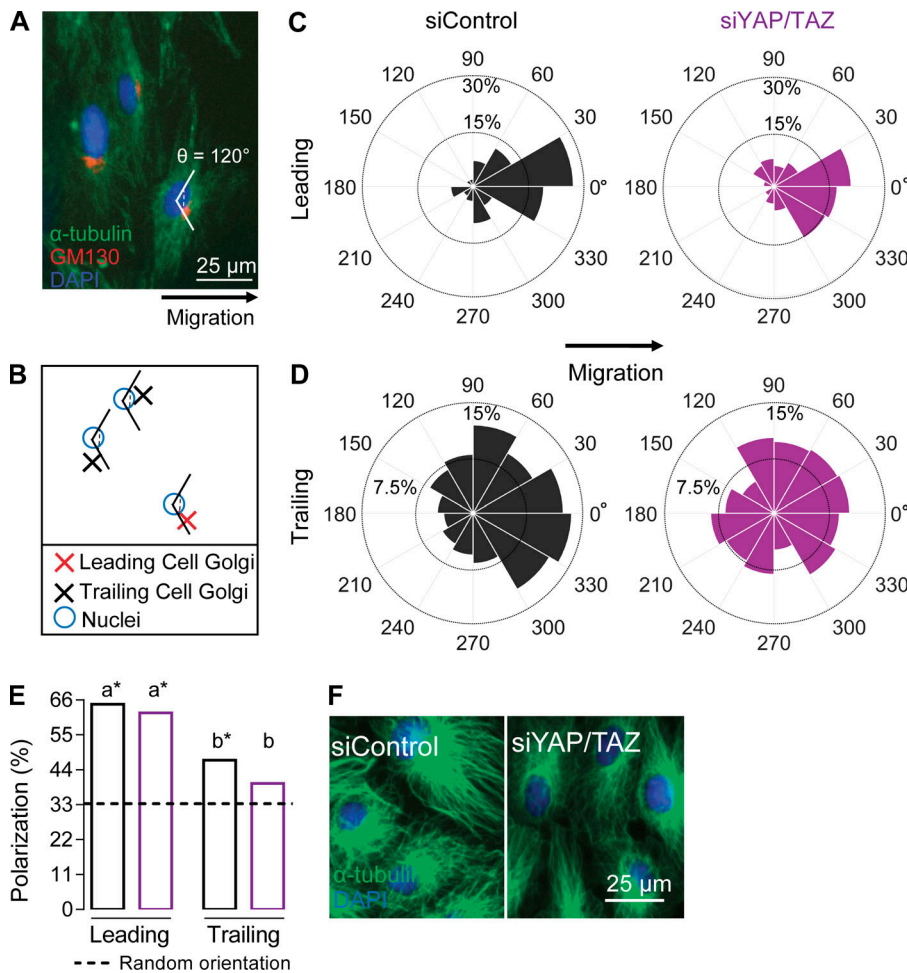 A
θ = 120°
α-tubulin
GM130
DAPI
25 μm
Migration
B
Leading Cell Golgi
Trailing Cell Golgi
Nuclei
C
siControl
siYAP/TAZ
Leading
90
120
60
30%
150
30
15%
180
0°
210
330
240
300
270
90
120
60
30%
150
30
15%
180
0°
210
330
240
300
270
Migration
D
Trailing
90
120
60
15%
150
30
7.5%
180
0°
210
330
240
300
270
90
120
60
15%
150
30
7.5%
180
0°
210
330
240
300
270
E
Polarization (%)
66
55
44
33
22
11
0
a*
a*
b*
b
Leading
Trailing
Random orientation
F
siControl
siYAP/TAZ
α-tubulin
DAPI
25 μm